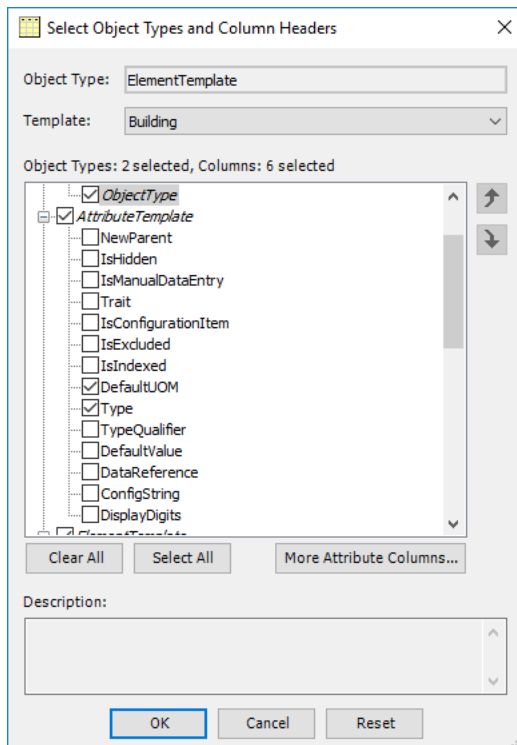 Select Object Types and Column Headers
Object Type: ElementTemplate
Template: Building
Object Types: 2 selected, Columns: 6 selected
ObjectType
AttributeTemplate
NewParent
IsHidden
IsManualDataEntry
Trait
IsConfigurationItem
IsExcluded
IsIndexed
DefaultUOM
Type
TypeQualifier
DefaultValue
DataReference
ConfigString
DisplayDigits
ElementTemplate
Clear All Select All More Attribute Columns...
Description:
OK Cancel Reset